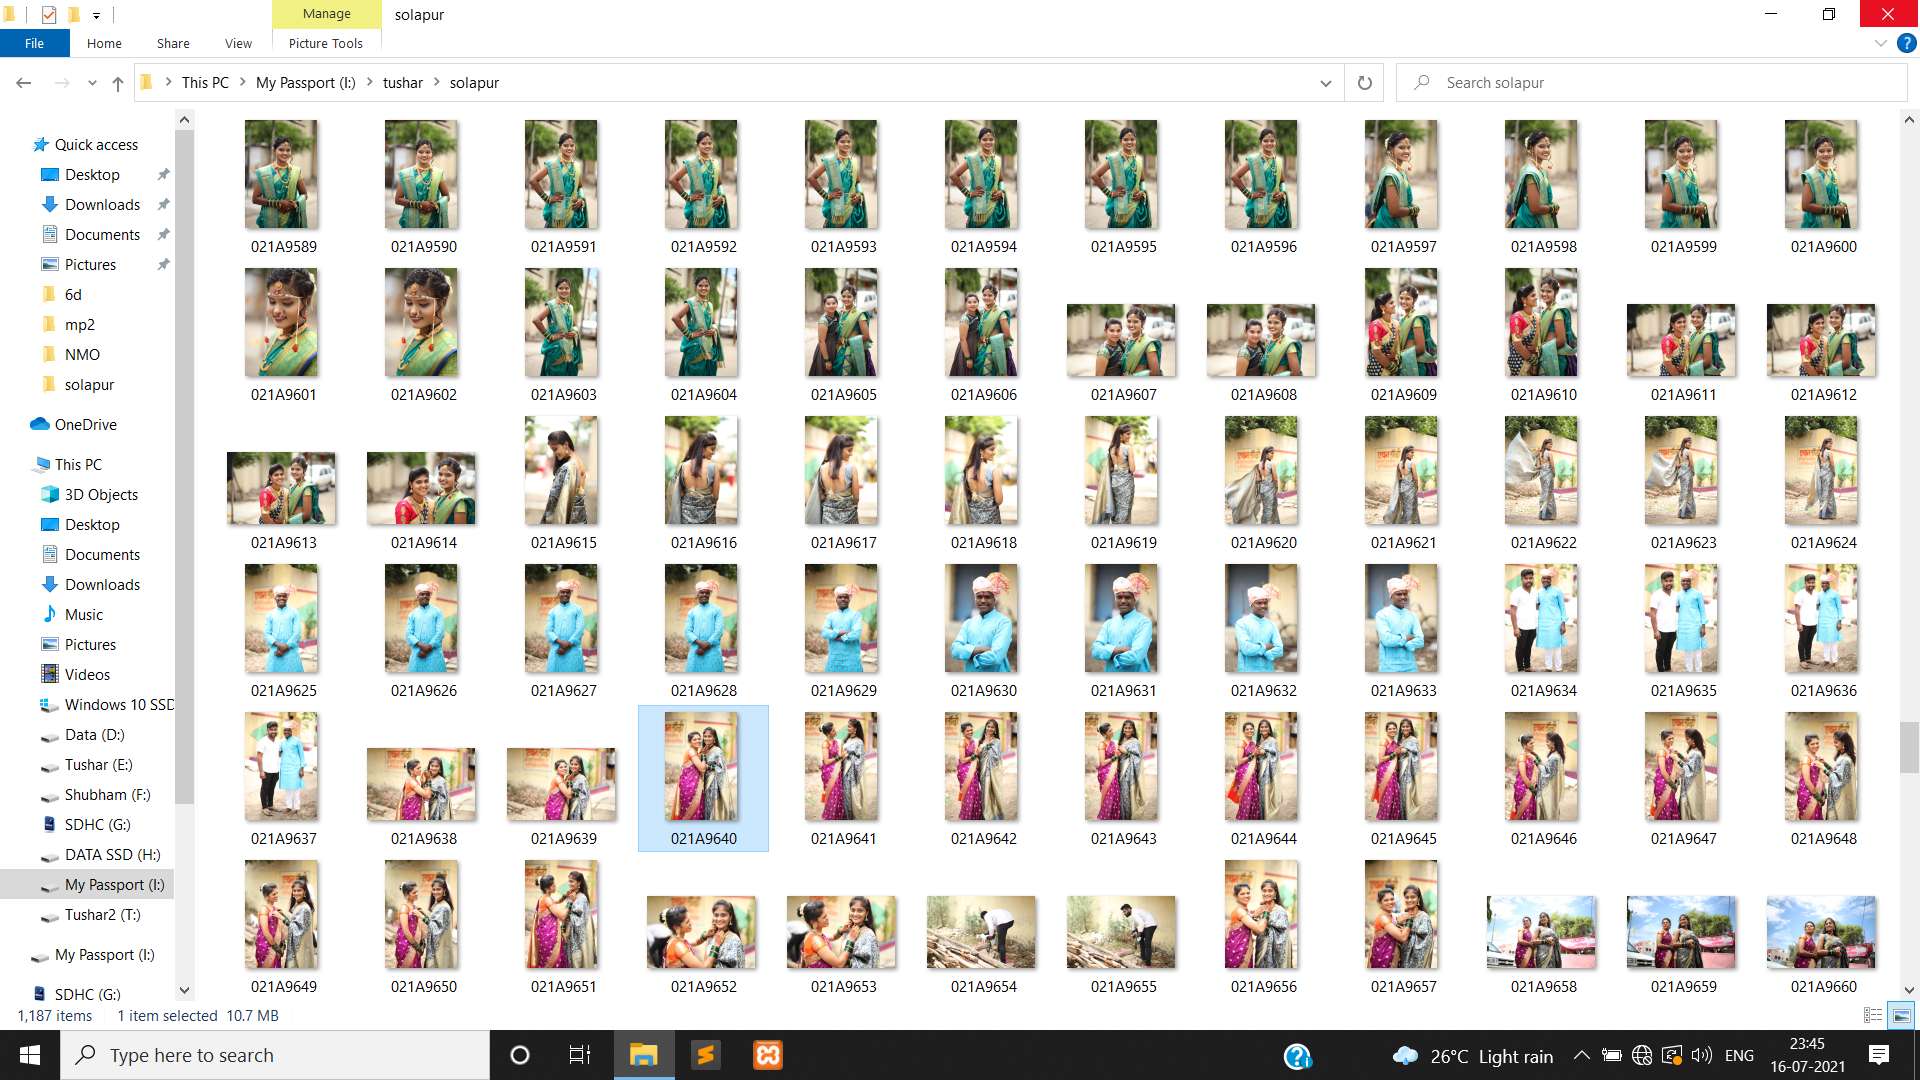 Manage
solapur
File
Home
Share
View
Picture Tools
This PC
My Passport (I:)
tushar
solapur
Search solapur
Quick access
Desktop
Downloads
Documents
Pictures
6d
mp2
NMO
solapur
OneDrive
This PC
3D Objects
Desktop
Documents
Downloads
Music
Pictures
Videos
Windows 10 SSD
Data (D:)
Tushar (E:)
Shubham (F:)
SDHC (G:)
DATA SSD (H:)
My Passport (I:)
Tushar2 (T:)
My Passport (I:)
SDHC (G:)
021A9589 021A9590 021A9591 021A9592 021A9593 021A9594 021A9595 021A9596 021A9597 021A9598 021A9599 021A9600
021A9601 021A9602 021A9603 021A9604 021A9605 021A9606 021A9607 021A9608 021A9609 021A9610 021A9611 021A9612
021A9613 021A9614 021A9615 021A9616 021A9617 021A9618 021A9619 021A9620 021A9621 021A9622 021A9623 021A9624
021A9625 021A9626 021A9627 021A9628 021A9629 021A9630 021A9631 021A9632 021A9633 021A9634 021A9635 021A9636
021A9637 021A9638 021A9639 021A9640 021A9641 021A9642 021A9643 021A9644 021A9645 021A9646 021A9647 021A9648
021A9649 021A9650 021A9651 021A9652 021A9653 021A9654 021A9655 021A9656 021A9657 021A9658 021A9659 021A9660
1,187 items 1 item selected 10.7 MB
Type here to search
26°C Light rain
ENG
23:45
16-07-2021